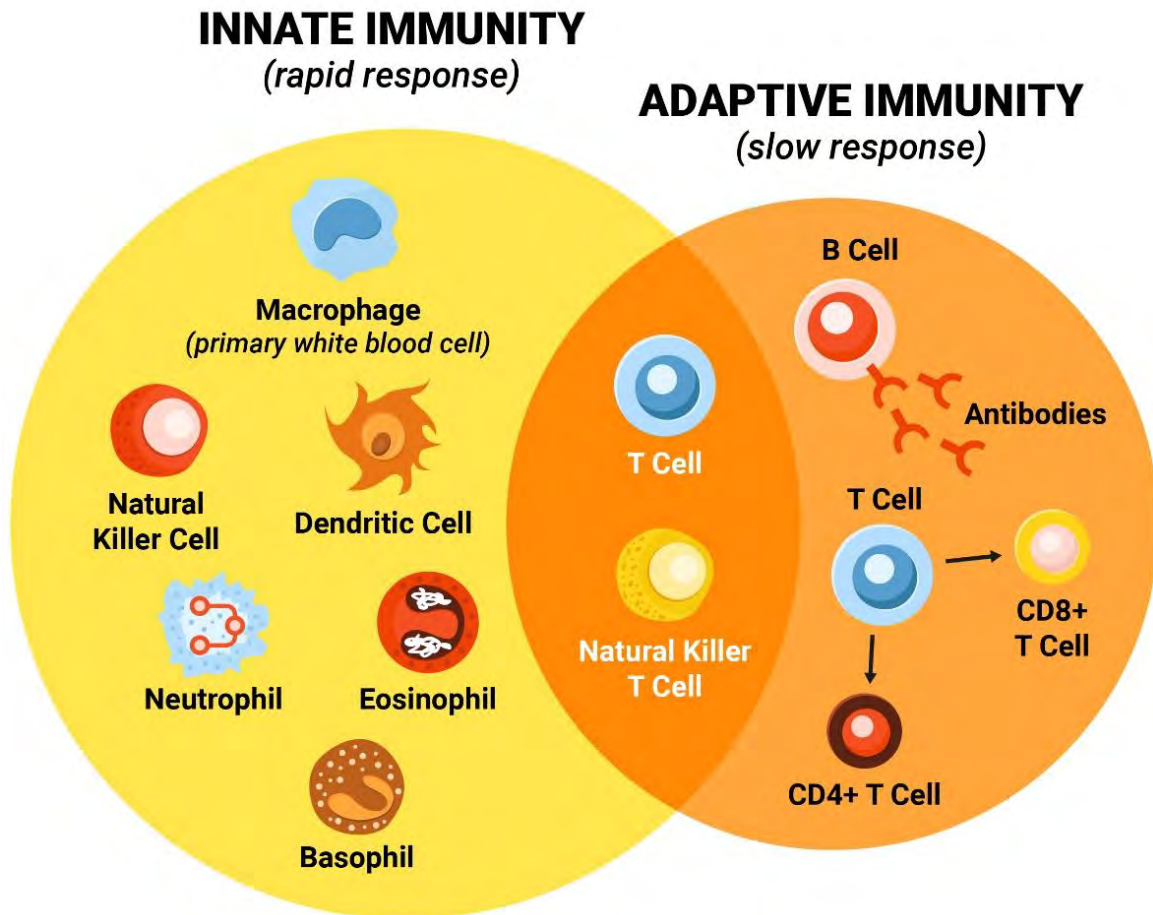 INNATE IMMUNITY
(rapid response)
ADAPTIVE IMMUNITY
(slow response)
Macrophage
(primary white blood cell)
Natural
Killer Cell
Dendritic Cell
Neutrophil
Eosinophil
Basophil
T Cell
Natural Killer
T Cell
B Cell
Antibodies
T Cell
CD8+
T Cell
CD4+ T Cell